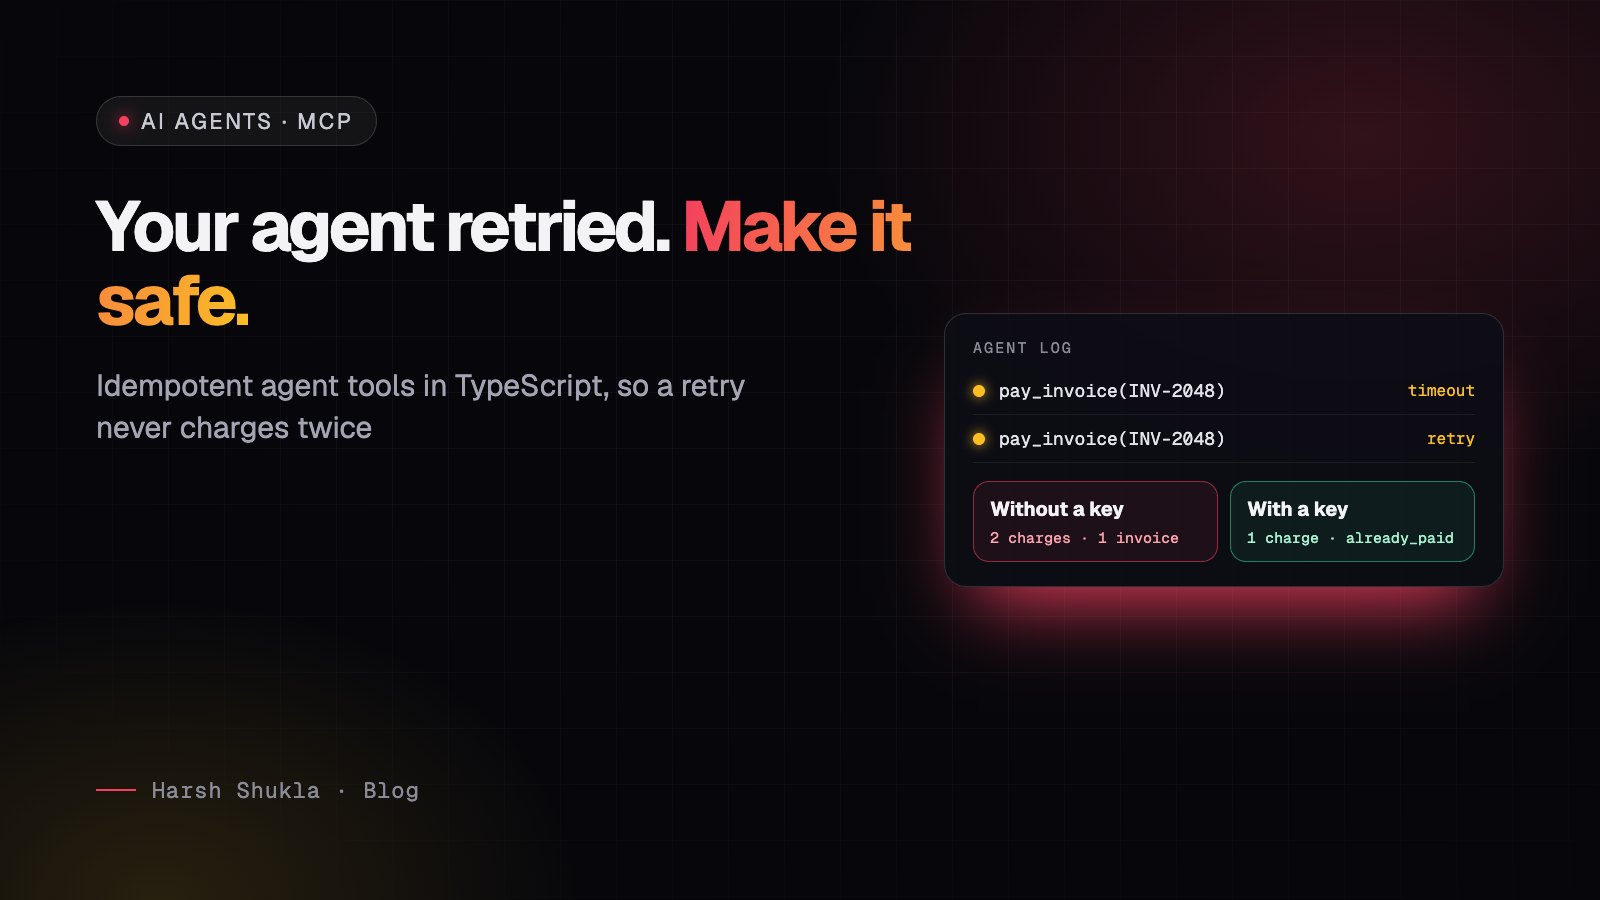 AI AGENTS · MCP
Your agent retried. Make it
safe.
Idempotent agent tools in TypeScript, so a retry
never charges twice
AGENT LOG
pay_invoice(INV-2048) timeout
pay_invoice(INV-2048) retry
Without a key
2 charges · 1 invoice
With a key
1 charge · already_paid
Harsh Shukla · Blog